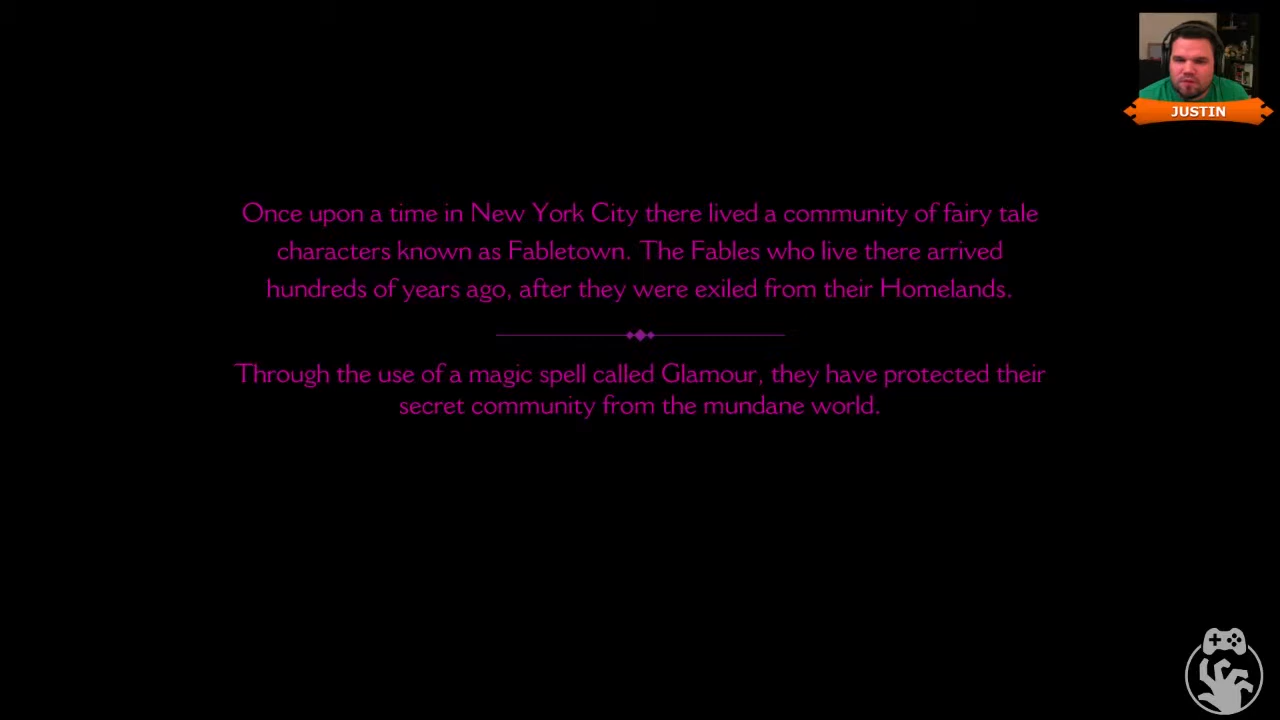 JUSTIN
Once upon a time in New York City there lived a community of fairy tale
characters known as Fabletown. The Fables who live there arrived
hundreds of years ago, after they were exiled from their Homelands.
Through the use of a magic spell called Glamour, they have protected their
secret community from the mundane world.